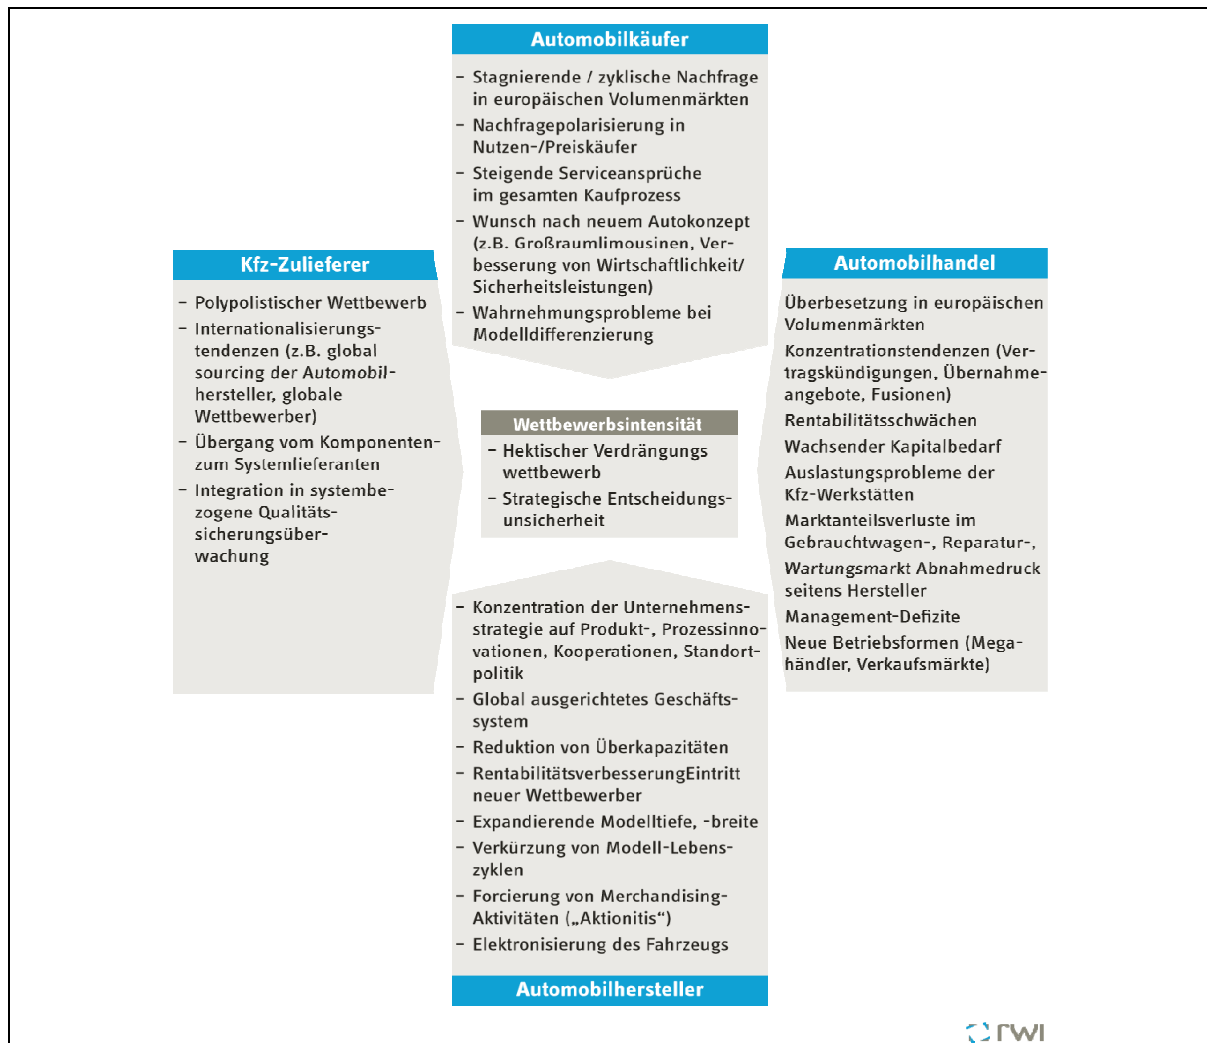 Automobilkäufer
– Stagnierende / zyklische Nachfrage
in europäischen Volumenmärkten
– Nachfragepolarisierung in
Nutzen-/Preiskäufer
– Steigende Serviceansprüche
im gesamten Kaufprozess
– Wunsch nach neuem Autokonzept
(z.B. Großraumlimousinen, Ver-
besserung von Wirtschaftlichkeit/
Sicherheitsleistungen)
– Wahrnehmungsprobleme bei
Modelldifferenzierung
Kfz-Zulieferer
– Polypolistischer Wettbewerb
– Internationalisierungs-
tendenzen (z.B. global
sourcing der Automobil-
hersteller, globale
Wettbewerber)
– Übergang vom Komponenten-
zum Systemlieferanten
– Integration in systembe-
zogene Qualitäts-
sicherungsüber-
wachung
Wettbewerbsintensität
– Hektischer Verdrängungs
wettbewerb
– Strategische Entscheidungs-
unsicherheit
Automobilhandel
Überbesetzung in europäischen
Volumenmärkten
Konzentrationstendenzen (Ver-
tragskündigungen, Übernahme-
angebote, Fusionen)
Rentabilitätsschwächen
Wachsender Kapitalbedarf
Auslastungsprobleme der
Kfz-Werkstätten
Marktanteilsverluste im
Gebrauchtwagen-, Reparatur-,
Wartungsmarkt Abnahmedruck
seitens Hersteller
Management-Defizite
Neue Betriebsformen (Mega-
händler, Verkaufsmärkte)
– Konzentration der Unternehmens-
strategie auf Produkt-, Prozessinno-
vationen, Kooperationen, Standort-
politik
– Global ausgerichtetes Geschäfts-
system
– Reduktion von Überkapazitäten
– RentabilitätsverbesserungEintritt
neuer Wettbewerber
– Expandierende Modelltiefe, -breite
– Verkürzung von Modell-Lebens-
zyklen
– Forcierung von Merchandising-
Aktivitäten („Aktionitis“)
– Elektronisierung des Fahrzeugs
Automobilhersteller
rwi